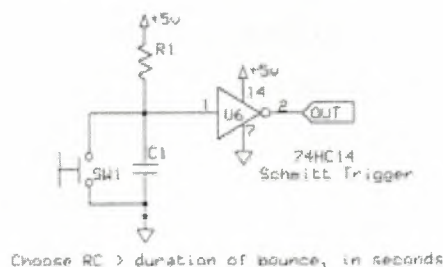 +5v
R1
+5v
14
1
U6
2
OUT
7
C1
SW1
74HC14
Schmitt Trigger
Choose RC > duration of bounce, in seconds